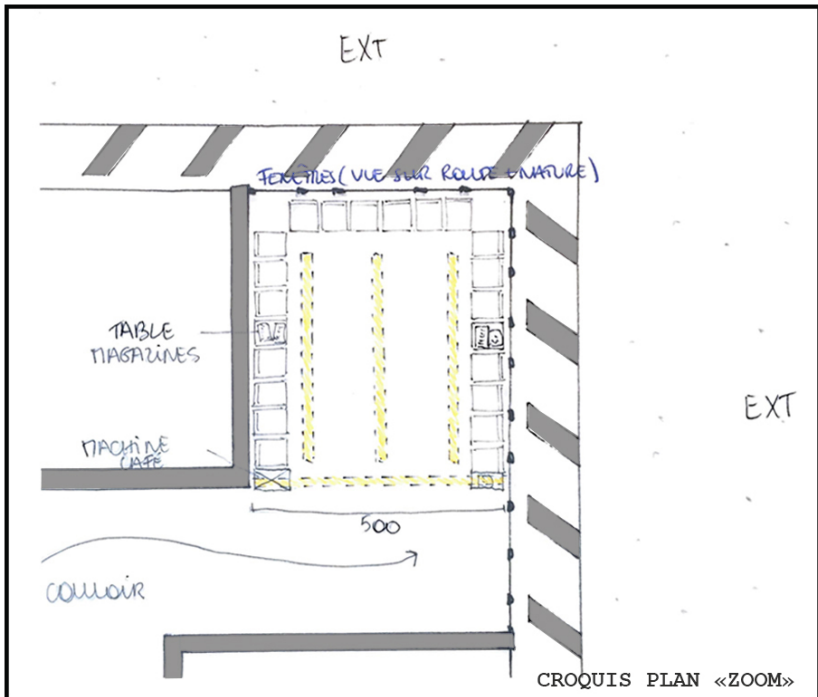 EXT
FENÊTRES (VUE SUR ROUTE + NATURE)
TABLE
MAGAZINES
EXT
MACHINE
CAFE
500
COULOIR
CROQUIS PLAN «ZOOM»